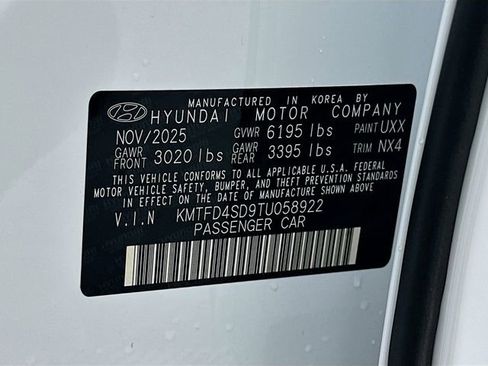 MANUFACTURED IN KOREA BY
HYUNDAI MOTOR COMPANY
NOV/2025 GVWR 6195 lbs PAINT UXX
GAWR FRONT 3020 lbs GAWR REAR 3395 lbs TRIM NX4
THIS VEHICLE CONFORMS TO ALL APPLICABLE U.S.A. FEDERAL
MOTOR VEHICLE SAFETY, BUMPER, AND THEFT PREVENTION STANDARDS
IN EFFECT ON THE DATE OF MANUFACTURE SHOWN ABOVE.
V.I.N KMTFD4SD9TU058922
PASSENGER CAR